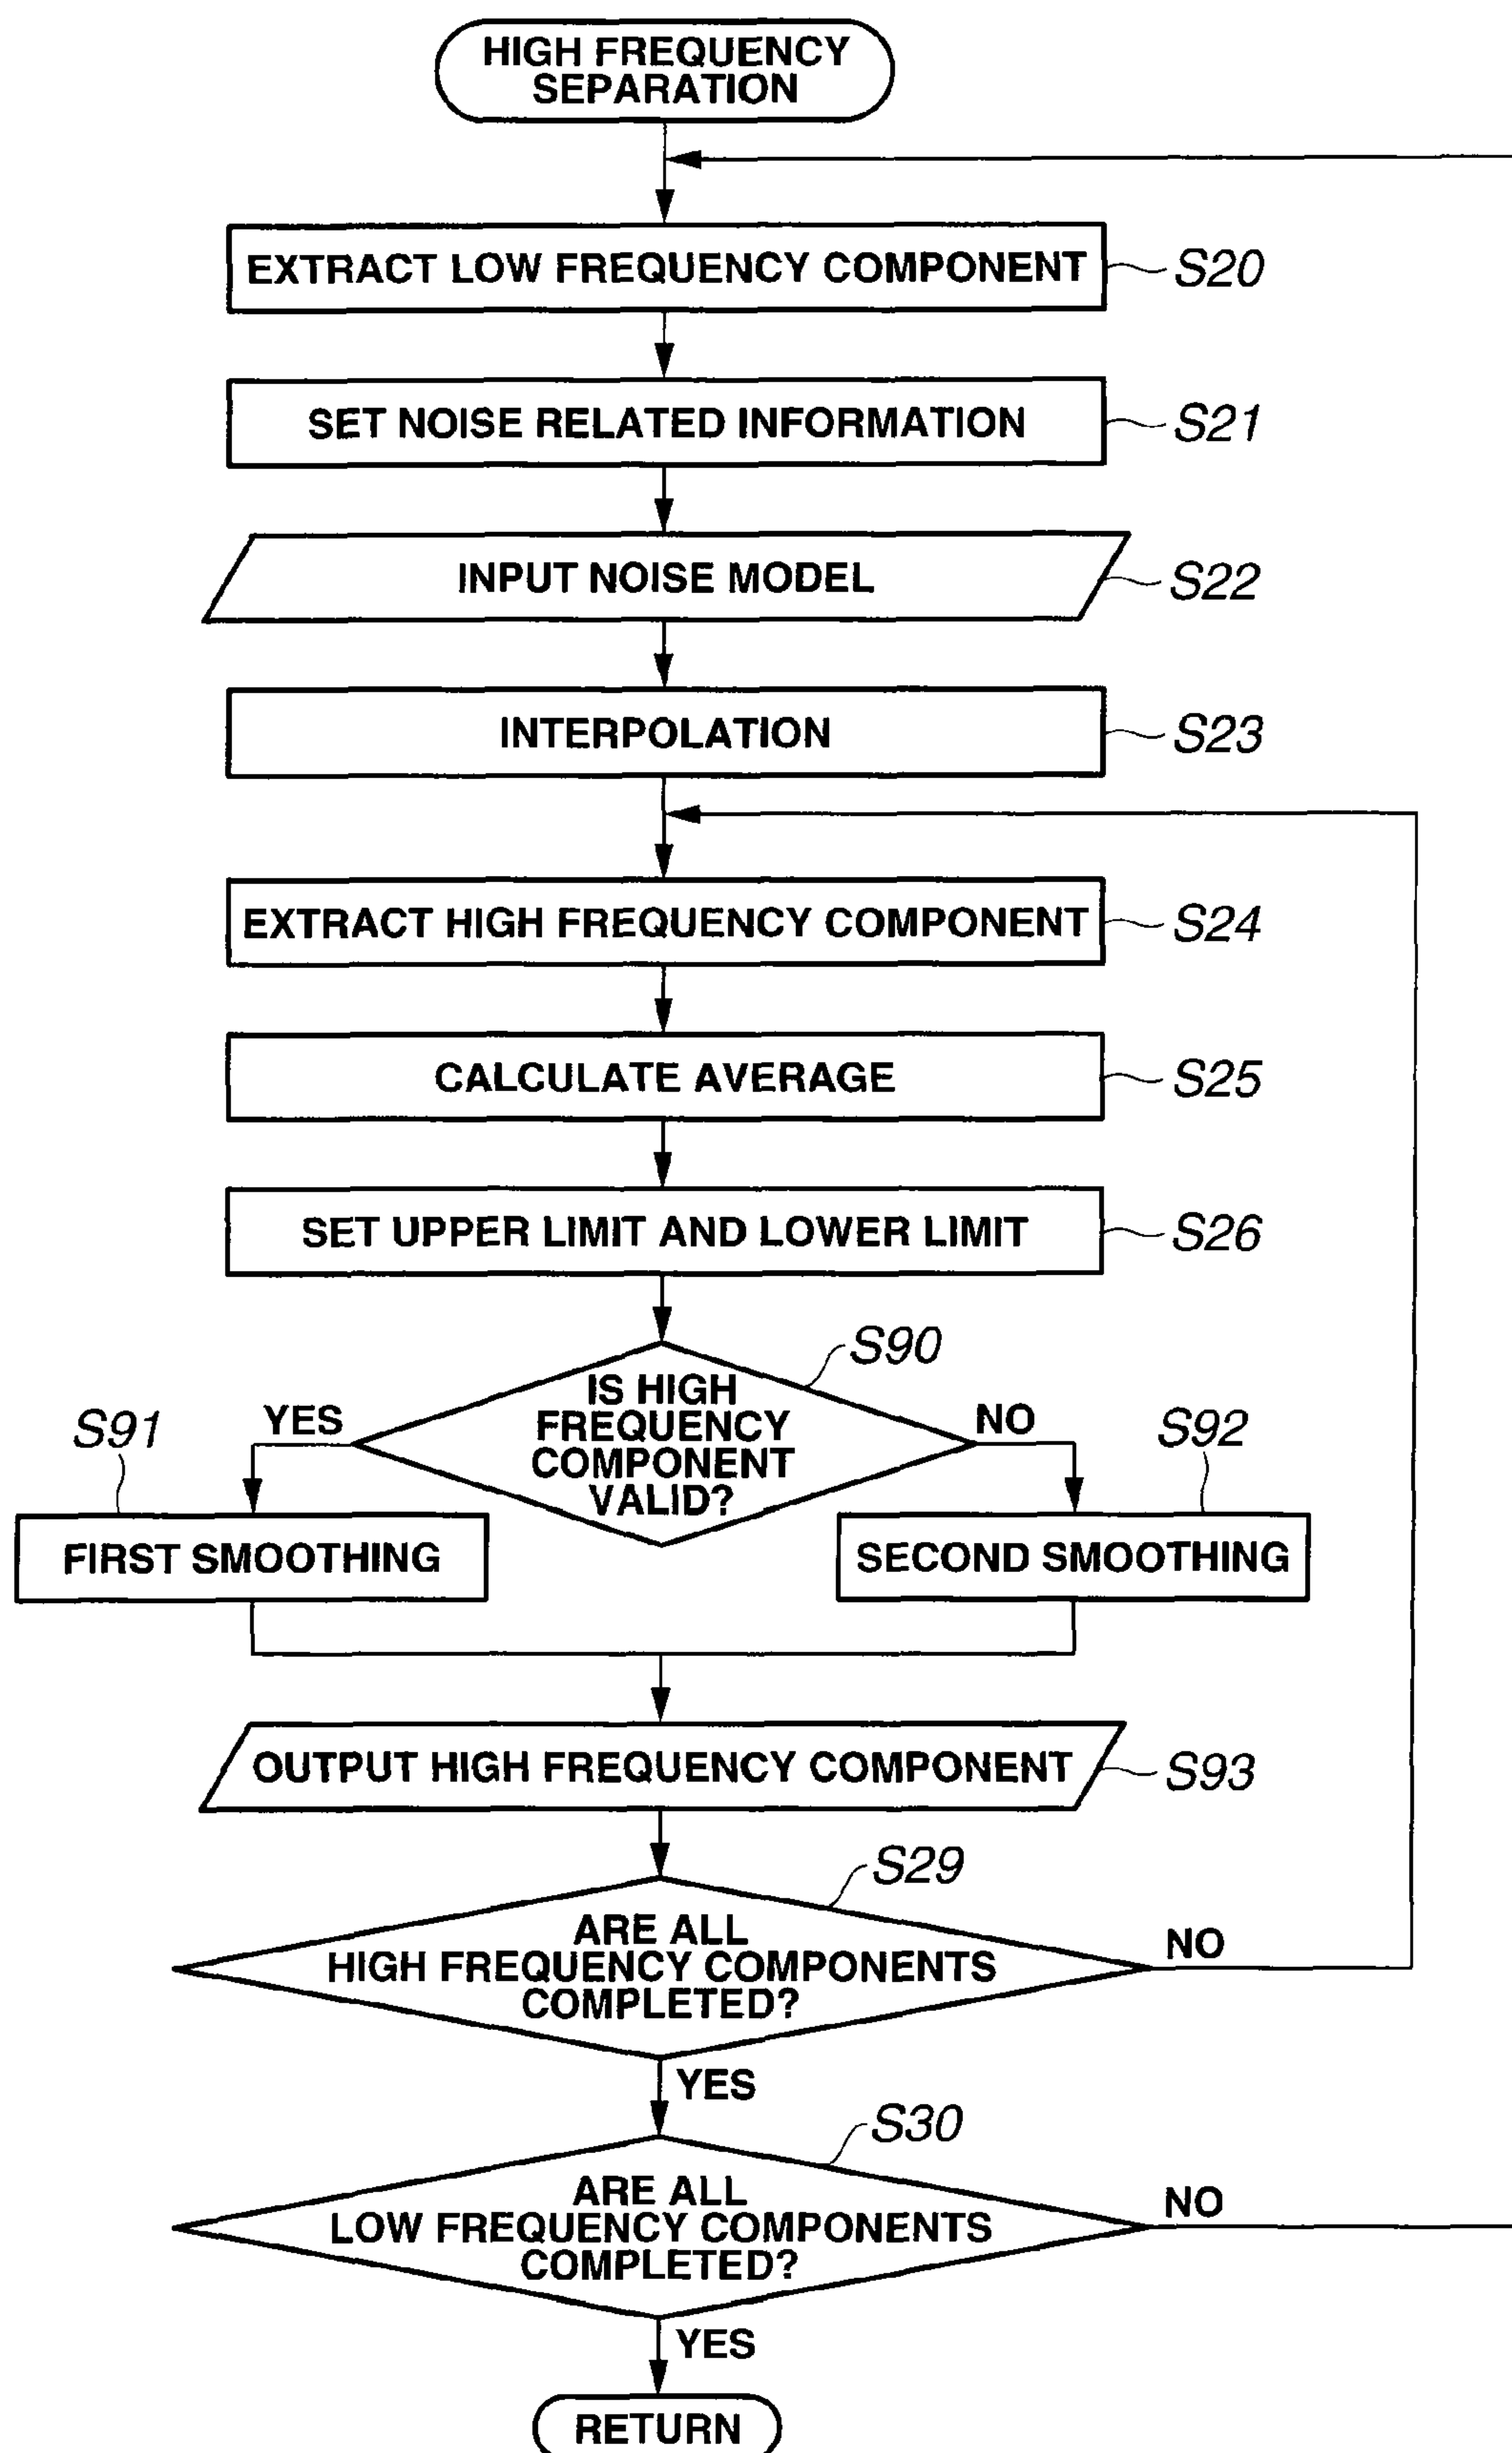 HIGH FREQUENCY
SEPARATION
EXTRACT LOW FREQUENCY COMPONENT
S20
SET NOISE RELATED INFORMATION
S21
INPUT NOISE MODEL
S22
INTERPOLATION
S23
EXTRACT HIGH FREQUENCY COMPONENT
S24
CALCULATE AVERAGE
S25
SET UPPER LIMIT AND LOWER LIMIT
S26
S90
IS HIGH
FREQUENCY
COMPONENT
VALID?
YES
NO
S91
S92
FIRST SMOOTHING
SECOND SMOOTHING
OUTPUT HIGH FREQUENCY COMPONENT
S93
S29
ARE ALL
HIGH FREQUENCY COMPONENTS
COMPLETED?
NO
YES
S30
ARE ALL
LOW FREQUENCY COMPONENTS
COMPLETED?
NO
YES
RETURN